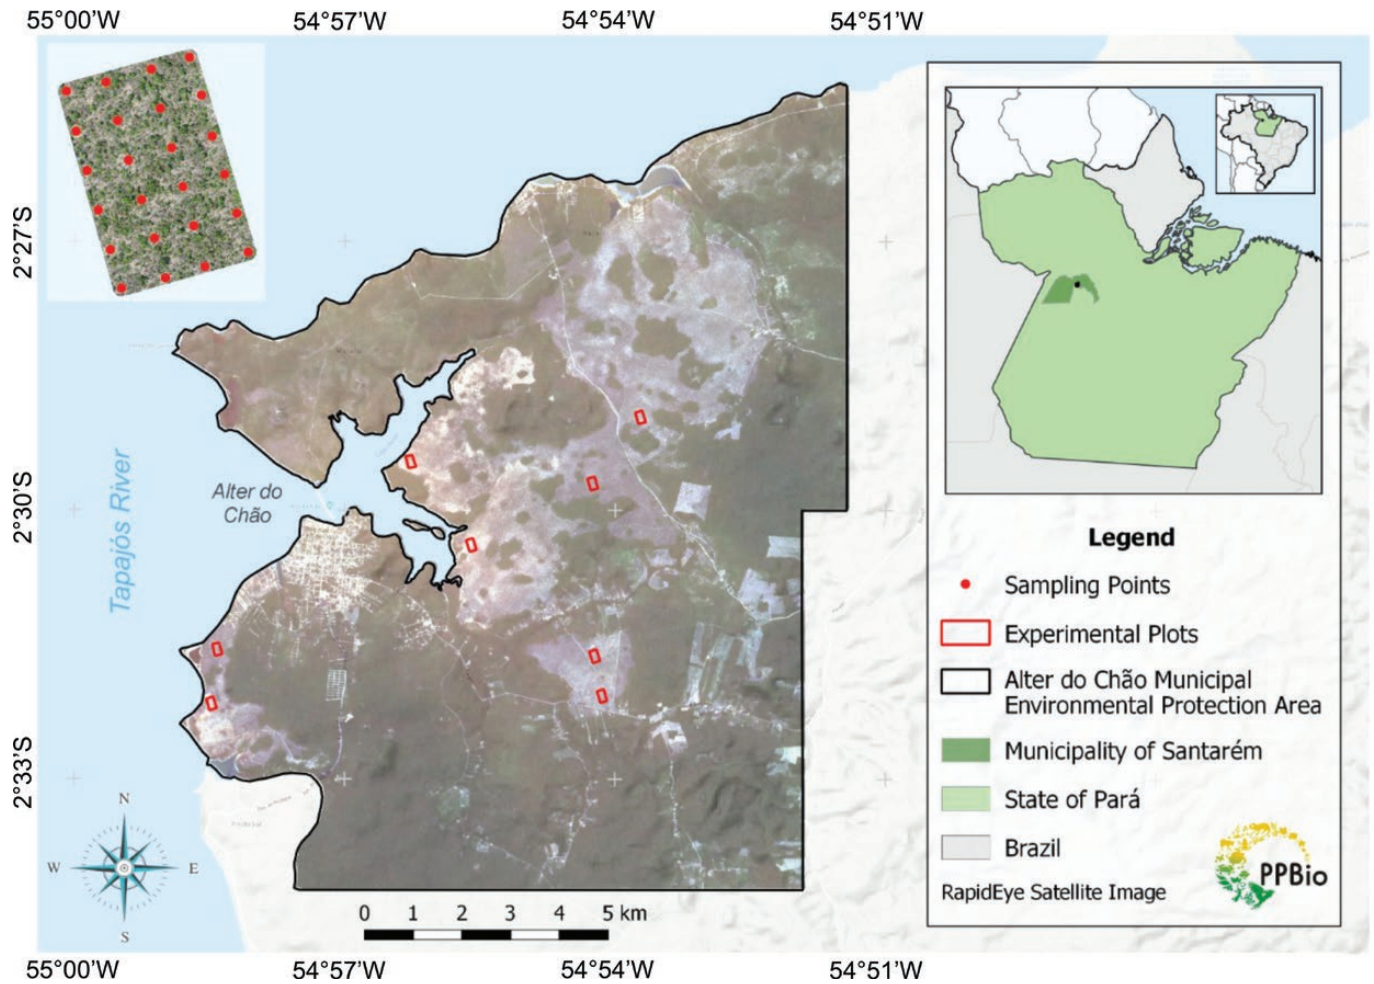 55°00’W 54°57’W 54°54’W 54°51’W
2°27’S
2°30’S
2°33’S
Tapajós River
Alter do
Chão
N
W E
S
0 1 2 3 4 5 km
55°00’W 54°57’W 54°54’W 54°51’W
Legend
Sampling Points
Experimental Plots
Alter do Chão Municipal
Environmental Protection Area
Municipality of Santarém
State of Pará
Brazil
RapidEye Satellite Image
PPBio